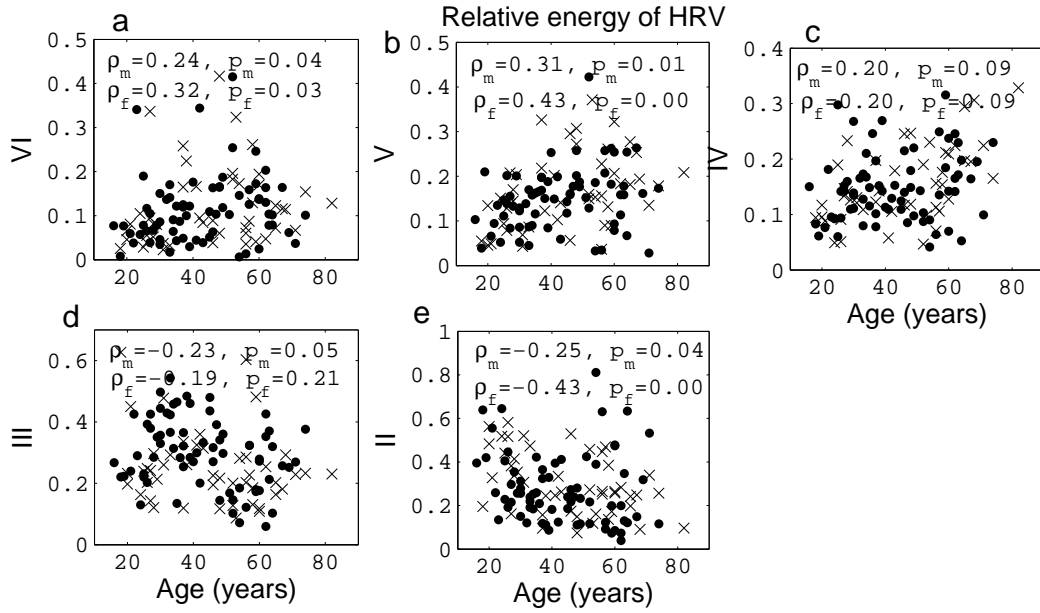 Relative energy of HRV
a
ρm=0.24, pm=0.04
ρf=0.32, pf=0.03
VI
0.5
0.4
0.3
0.2
0.1
0
20 40 60 80
b
ρm=0.31, pm=0.01
ρf=0.43, pf=0.00
V
0.5
0.4
0.3
0.2
0.1
0
20 40 60 80
c
ρm=0.20, pm=0.09
ρf=0.20, pf=0.09
IV
0.4
0.3
0.2
0.1
0
20 40 60 80
d
ρm=−0.23, pm=0.05
ρf=−0.19, pf=0.21
III
0.6
0.4
0.2
0
20 40 60 80
Age (years)
e
ρm=−0.25, pm=0.04
ρf=−0.43, pf=0.00
II
1
0.8
0.6
0.4
0.2
0
20 40 60 80
Age (years)
Age (years)